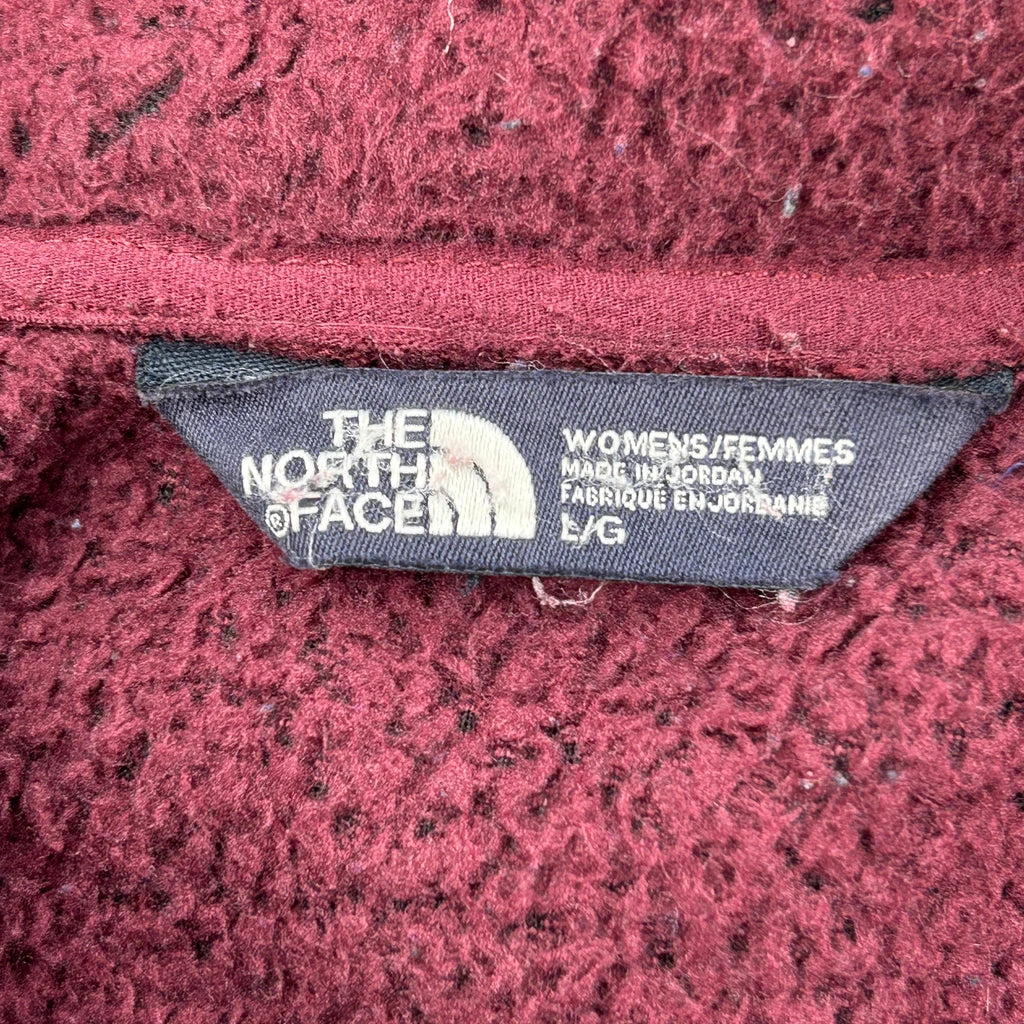 THE
NORTH
®FACE
WOMENS/FEMMES
MADE IN JORDAN
FABRIQUE EN JORDANIE
L/G